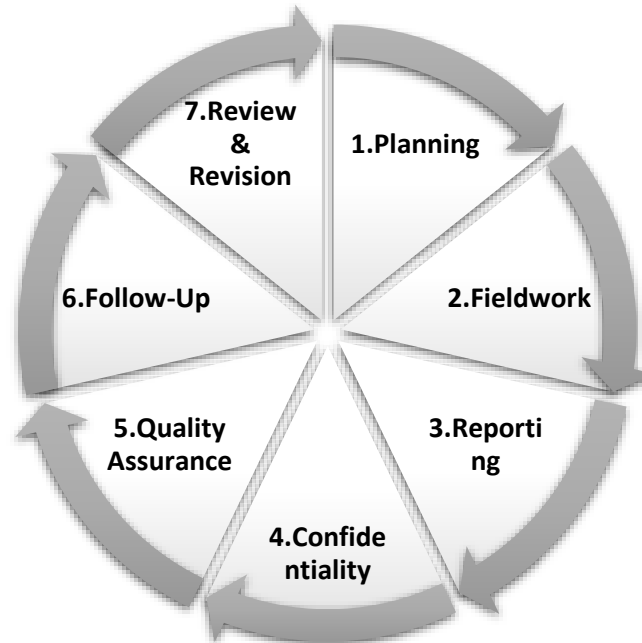 1.Planning
2.Fieldwork
3.Reporti
ng
4.Confide
ntiality
5.Quality
Assurance
6.Follow-Up
7.Review
&
Revision